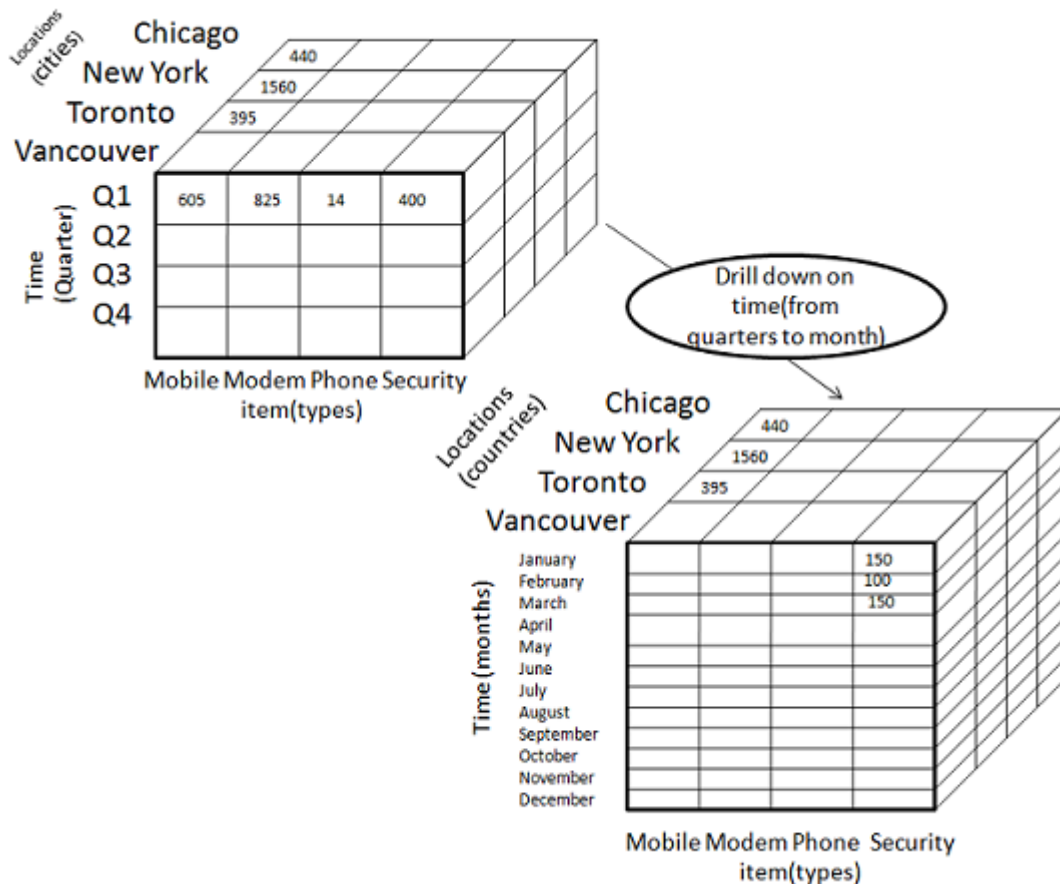 Locations
(cities)
Chicago
New York
Toronto
Vancouver
440
1560
395
Time
(Quarter)
Q1
Q2
Q3
Q4
605 825 14 400
Mobile Modem Phone Security
item(types)
Drill down on
time(from
quarters to month)
Locations
(countries)
Chicago
New York
Toronto
Vancouver
440
1560
395
Time (months)
January 150
February 100
March 150
April
May
June
July
August
September
October
November
December
Mobile Modem Phone Security
item(types)